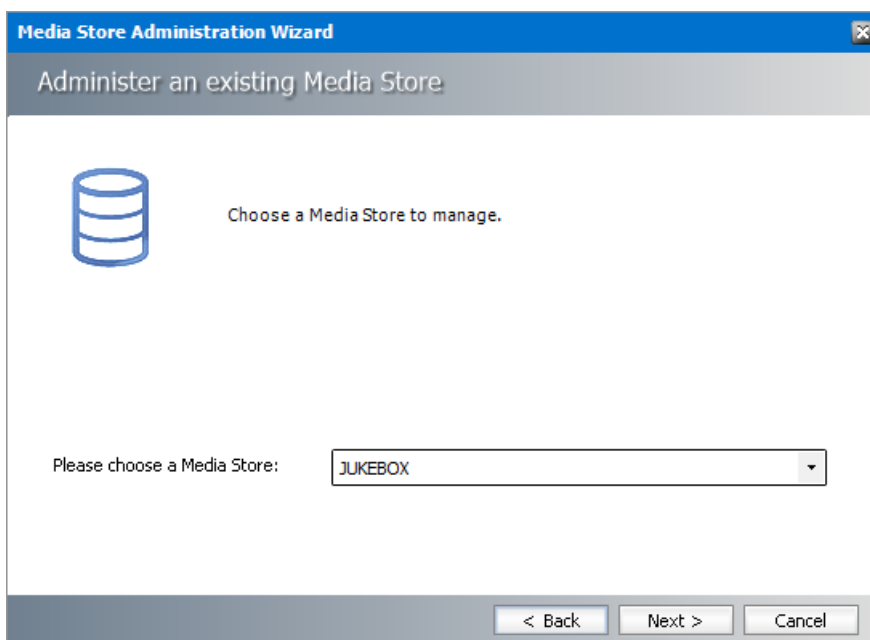 Media Store Administration Wizard
Administer an existing Media Store
Choose a Media Store to manage.
Please choose a Media Store: JUKEBOX
< Back Next > Cancel